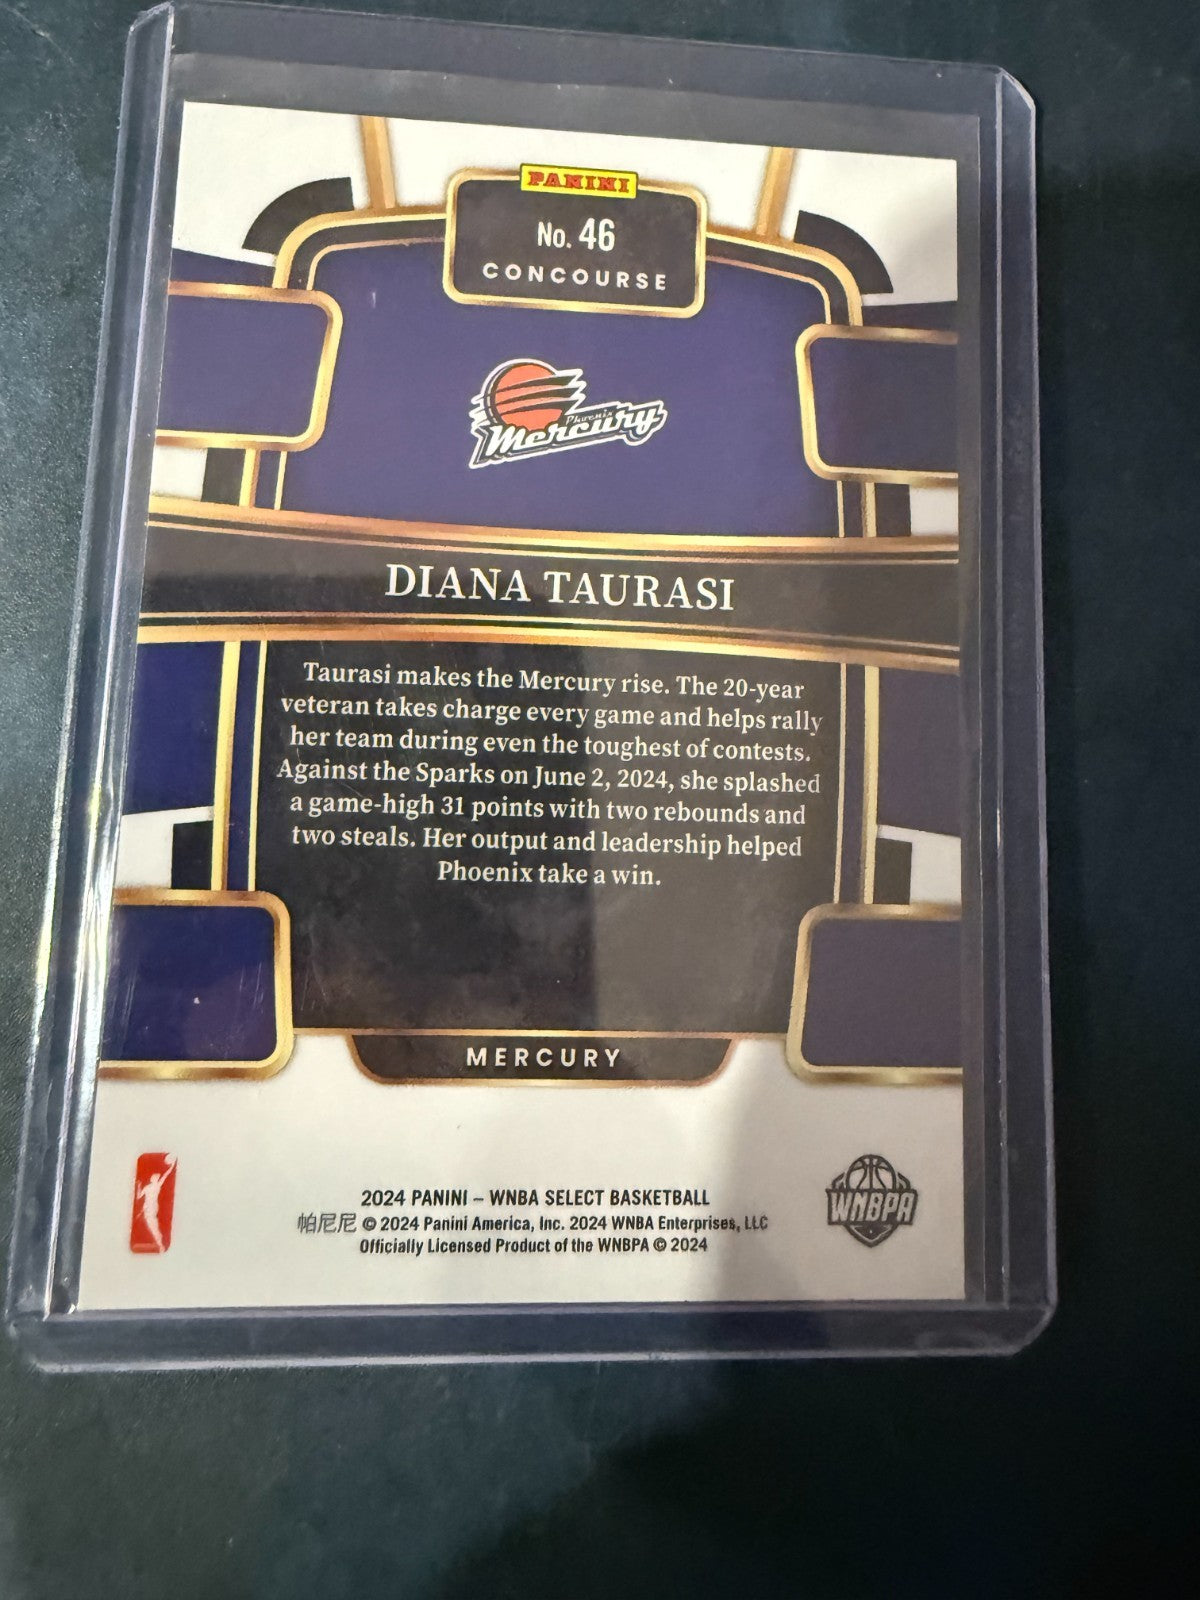 PANINI
No. 46
CONCOURSE
Phoenix
Mercury
DIANA TAURASI
Taurasi makes the Mercury rise. The 20-year
veteran takes charge every game and helps rally
her team during even the toughest of contests.
Against the Sparks on June 2, 2024, she splashed
a game-high 31 points with two rebounds and
two steals. Her output and leadership helped
Phoenix take a win.
MERCURY
2024 PANINI – WNBA SELECT BASKETBALL
帕尼尼 © 2024 Panini America, Inc. 2024 WNBA Enterprises, LLC
Officially Licensed Product of the WNBPA © 2024
WNBPA